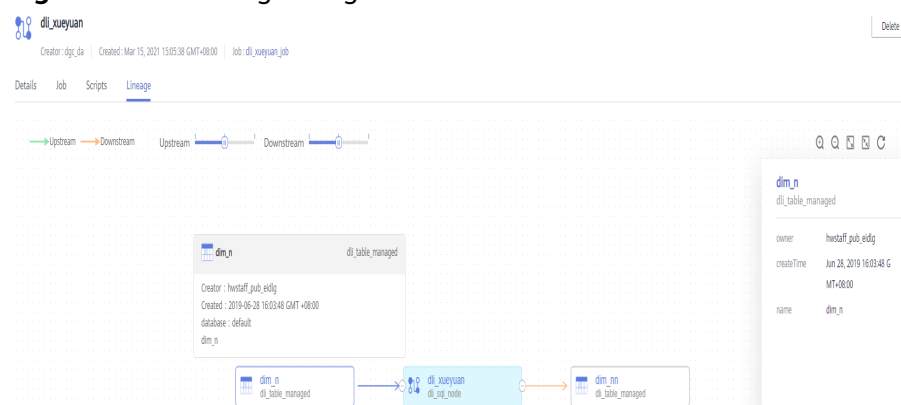 dli_xueyuan
Delete
Creator: dgc_da | Created: Mar 15, 2021 15:05:38 GMT+08:00 | Job: dli_xueyuan_job
Details Job Scripts Lineage
Upstream Downstream Upstream Downstream
dim_n
dli_table_managed
owner hwstaff_pub_eidlg
createTime Jun 28, 2019 16:03:48 G
MT+08:00
name dim_n
dim_n dli_table_managed
Creator : hwstaff_pub_eidlg
Created : 2019-06-28 16:03:48 GMT +08:00
database : default
dim_n
dim_n
dli_table_managed
dli_xueyuan
dli_sql_node
dim_nn
dli_table_managed